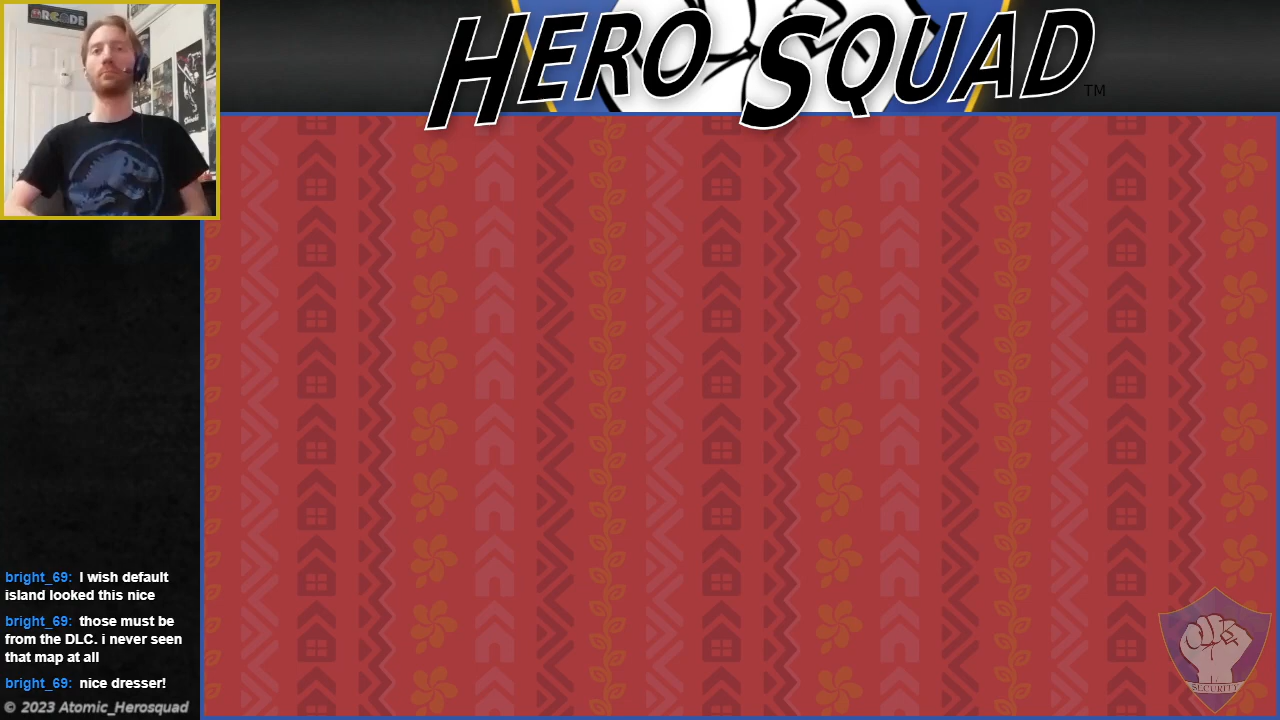 ARCADE
HERO SQUAD TM
bright_69: I wish default
island looked this nice
bright_69: those must be
from the DLC. i never seen
that map at all
bright_69: nice dresser!
SECURITY
© 2023 Atomic_Herosquad